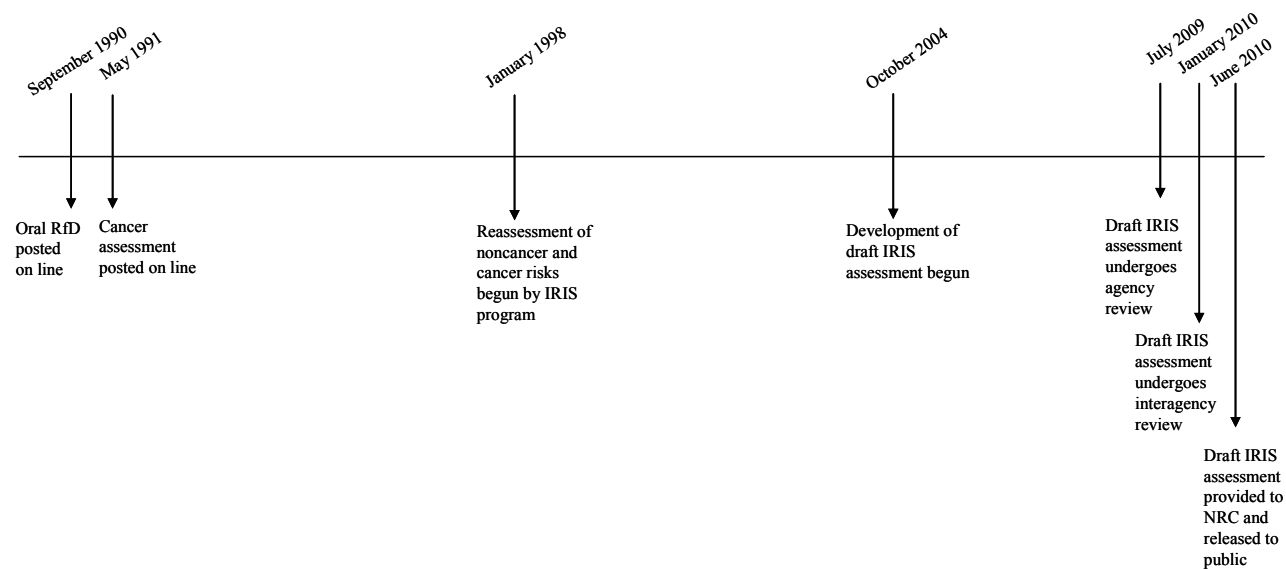 September 1990
May 1991
January 1998
October 2004
July 2009
January 2010
June 2010
Oral RfD
posted
on line
Cancer
assessment
posted on line
Reassessment of
noncancer and
cancer risks
begun by IRIS
program
Development of
draft IRIS
assessment begun
Draft IRIS
assessment
undergoes
agency
review
Draft IRIS
assessment
undergoes
interagency
review
Draft IRIS
assessment
provided to
NRC and
released to
public